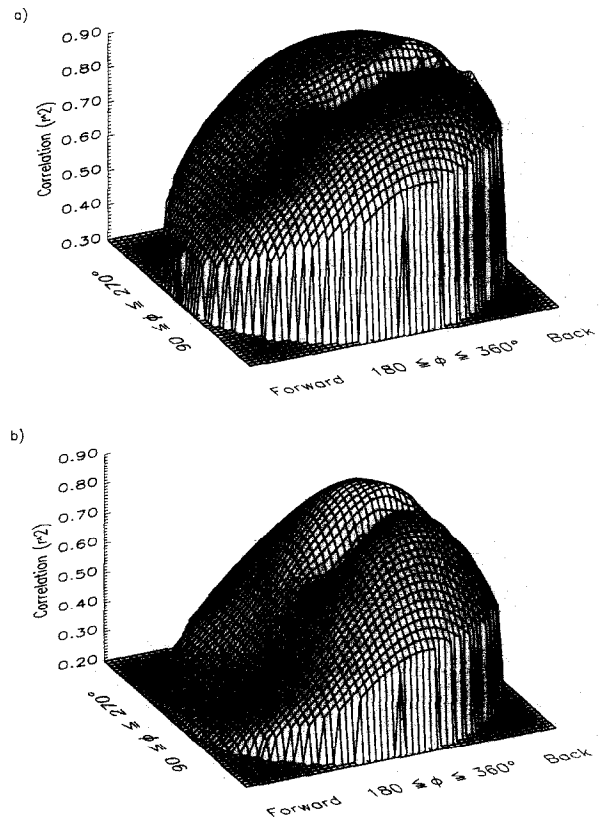 a)
0.90
0.80
0.70
0.60
0.50
0.40
0.30
Correlation (r^2)
90 ≦ φ ≦ 270°
Forward 180 ≦ φ ≦ 360° Back
b)
0.90
0.80
0.70
0.60
0.50
0.40
0.30
0.20
Correlation (r^2)
90 ≦ φ ≦ 270°
Forward 180 ≦ φ ≦ 360° Back